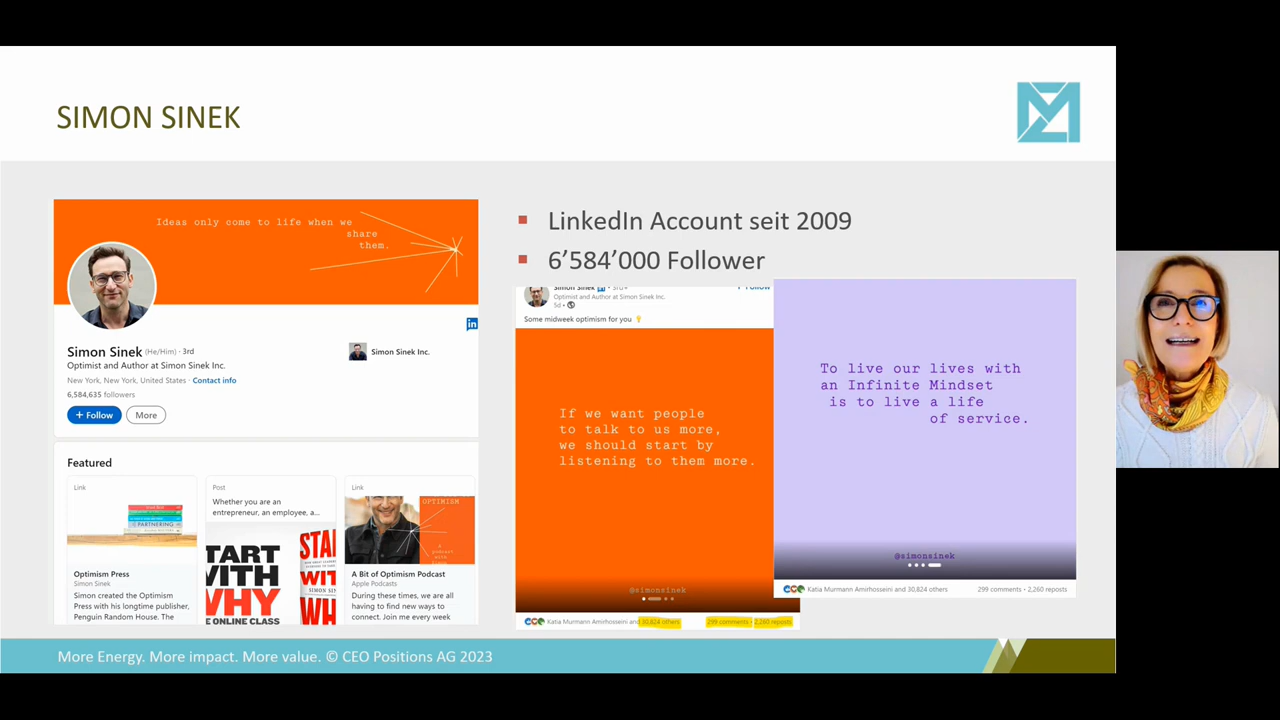 SIMON SINEK
Ideas only come to life when we
share
them.
Simon Sinek (He/Him) · 3rd
Optimist and Author at Simon Sinek Inc.
New York, New York, United States · Contact info
6,584,635 followers
+ Follow
More
in
Simon Sinek Inc.
Featured
Link
Optimism Press
Simon Sinek
Simon created the Optimism
Press with his longtime publisher,
Penguin Random House. The
Post
Whether you are an
entrepreneur, an employee, a...
START
WITH
WHY
E ONLINE CLASS
Link
OPTIMISM
A Bit of Optimism Podcast
Apple Podcasts
During these times, we are all
having to find new ways to
connect. Join me every week
▪ LinkedIn Account seit 2009
▪ 6’584’000 Follower
Simon Sinek in · 3rd+
+ Follow
Optimist and Author at Simon Sinek Inc.
5d •
Some midweek optimism for you
If we want people
to talk to us more,
we should start by
listening to them more.
@simonsinek
Katia Murmann Amirhosseini and 30,824 others
299 comments • 2,260 reposts
To live our lives with
an Infinite Mindset
is to live a life
of service.
@simonsinek
Katia Murmann Amirhosseini and 30,824 others
299 comments • 2,260 reposts
More Energy. More impact. More value. © CEO Positions AG 2023